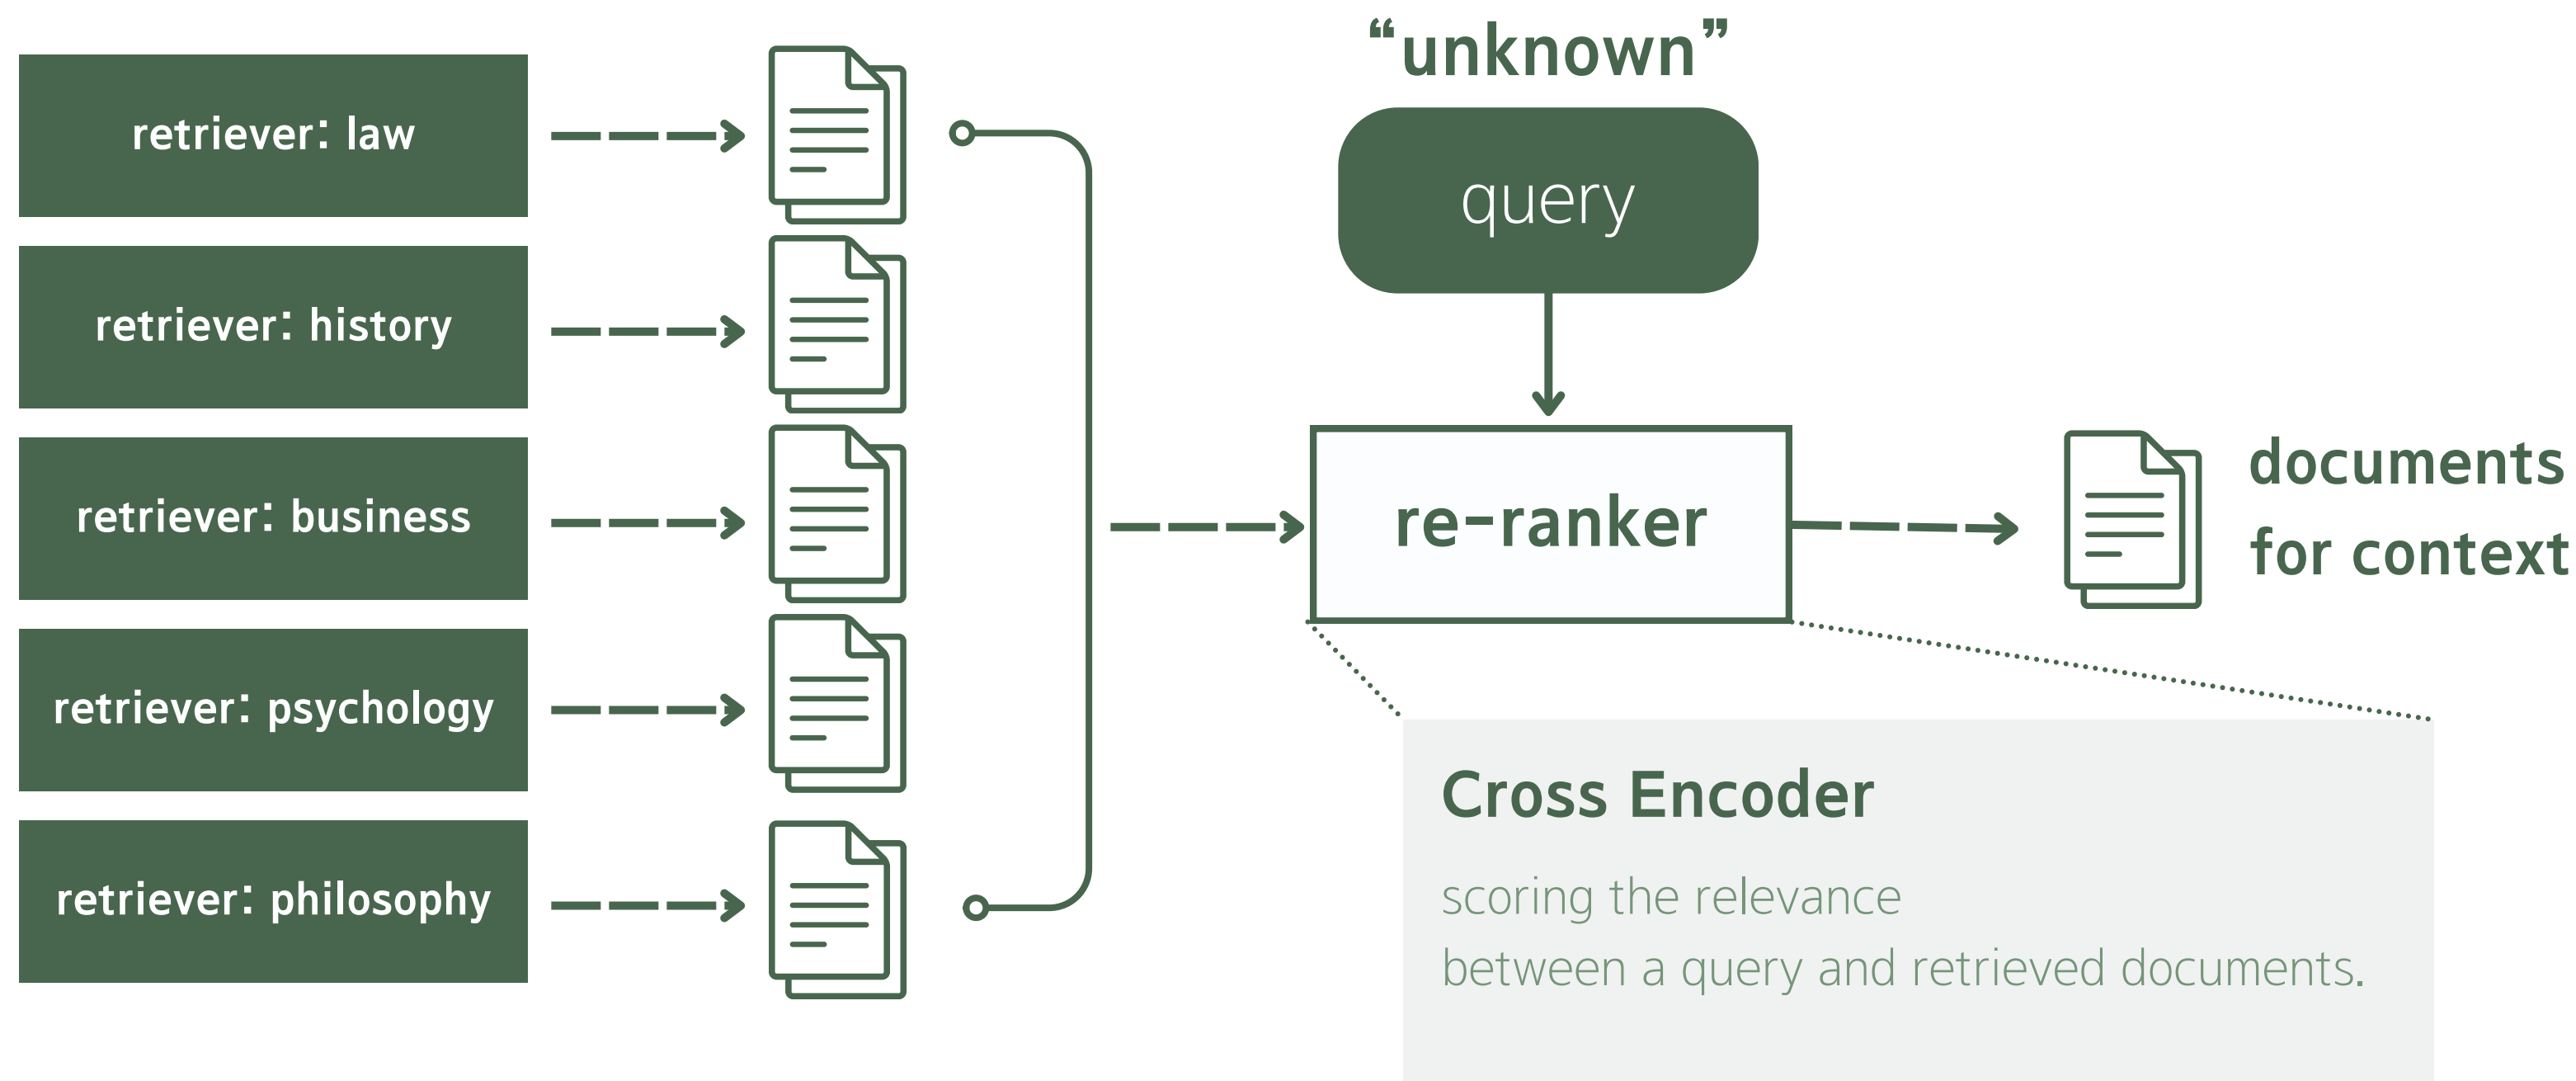 retriever: law
retriever: history
retriever: business
retriever: psychology
retriever: philosophy
“unknown”
query
re-ranker
documents
for context
Cross Encoder
scoring the relevance
between a query and retrieved documents.